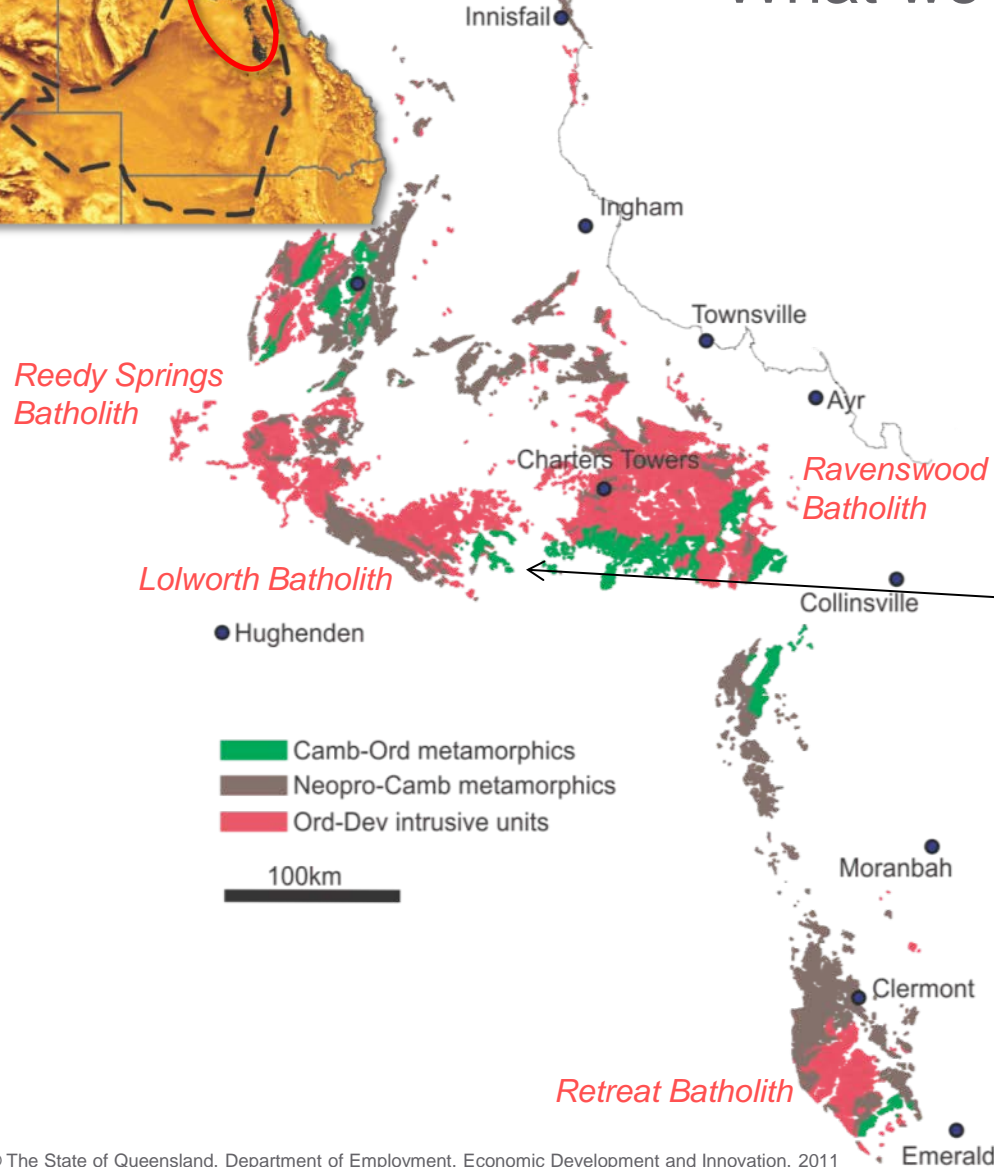 What we
Innisfail
Ingham
Townsville
Reedy Springs
Batholith
Ayr
Charters Towers
Ravenswood
Batholith
Lolworth Batholith
Collinsville
Hughenden
Camb-Ord metamorphics
Neopro-Camb metamorphics
Ord-Dev intrusive units
100km
Moranbah
Clermont
Retreat Batholith
Emerald
© The State of Queensland, Department of Employment, Economic Development and Innovation, 2011